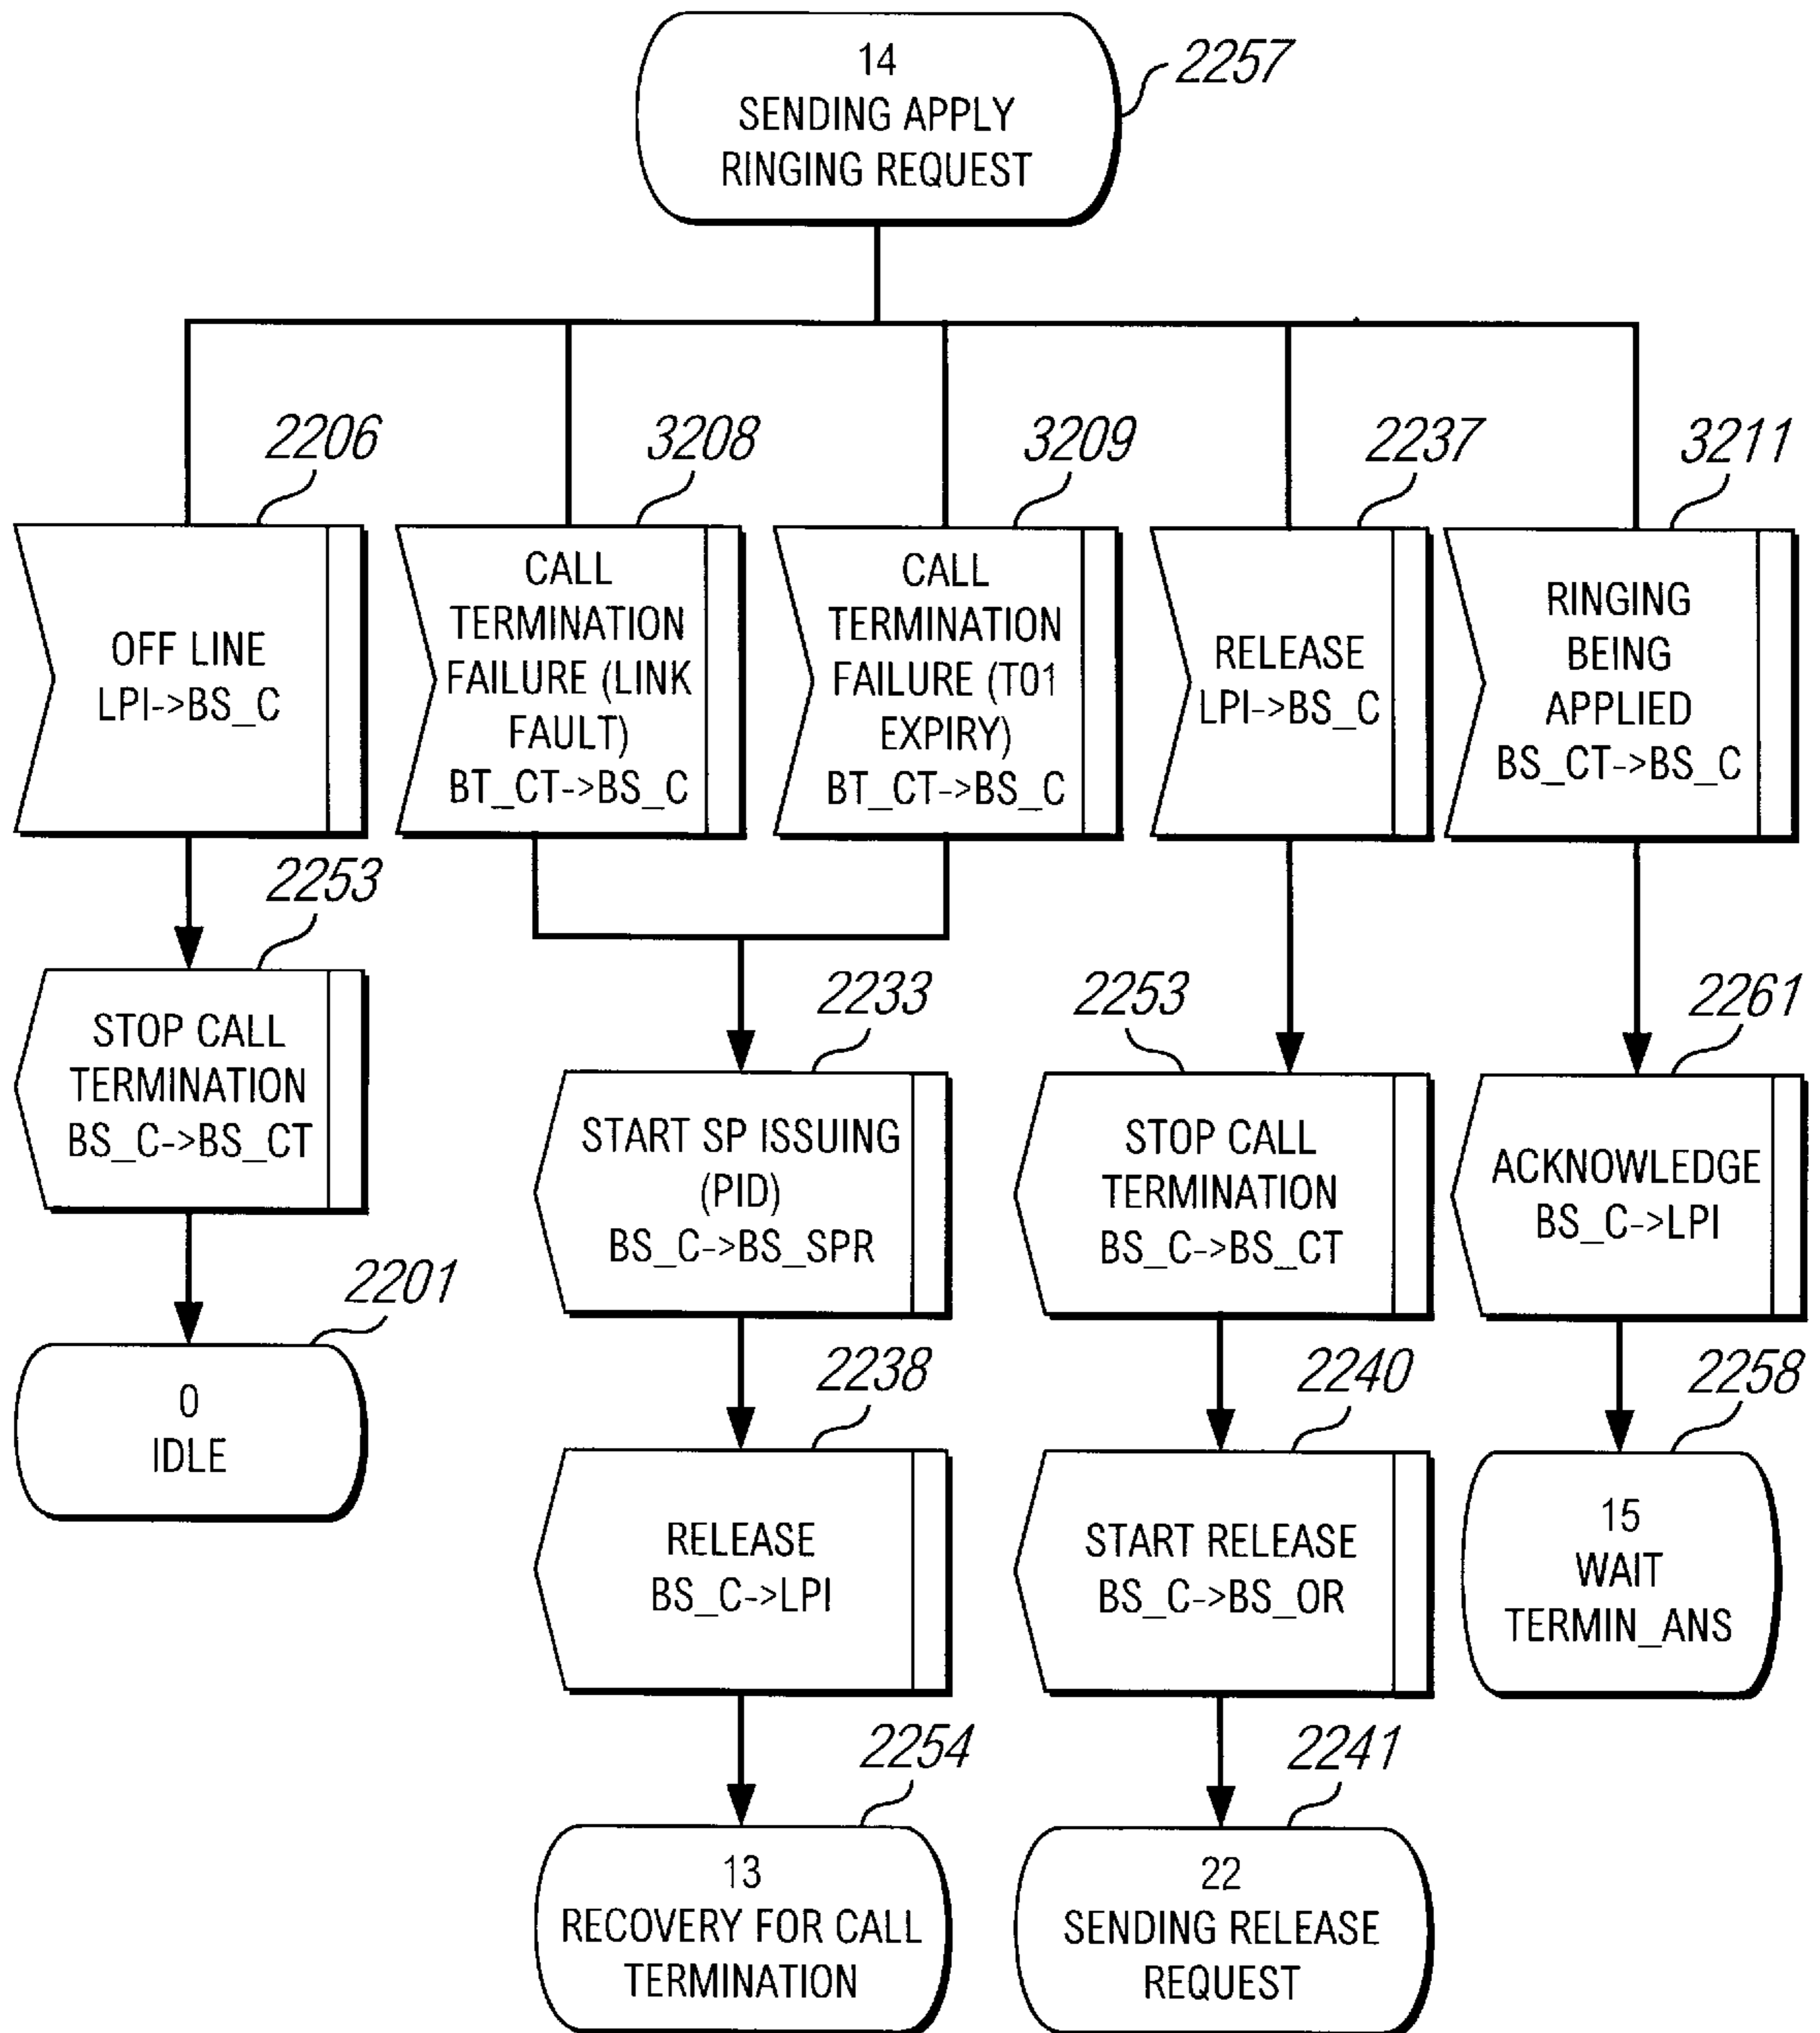 14
SENDING APPLY
RINGING REQUEST
2257
2206
3208
3209
2237
3211
OFF LINE
LPI->BS_C
CALL
TERMINATION
FAILURE (LINK
FAULT)
BT_CT->BS_C
CALL
TERMINATION
FAILURE (T01
EXPIRY)
BT_CT->BS_C
RELEASE
LPI->BS_C
RINGING
BEING
APPLIED
BS_CT->BS_C
2253
STOP CALL
TERMINATION
BS_C->BS_CT
2233
START SP ISSUING
(PID)
BS_C->BS_SPR
2253
STOP CALL
TERMINATION
BS_C->BS_CT
2261
ACKNOWLEDGE
BS_C->LPI
2201
0
IDLE
2238
RELEASE
BS_C->LPI
2240
START RELEASE
BS_C->BS_OR
2258
15
WAIT
TERMIN_ANS
2254
13
RECOVERY FOR CALL
TERMINATION
2241
22
SENDING RELEASE
REQUEST